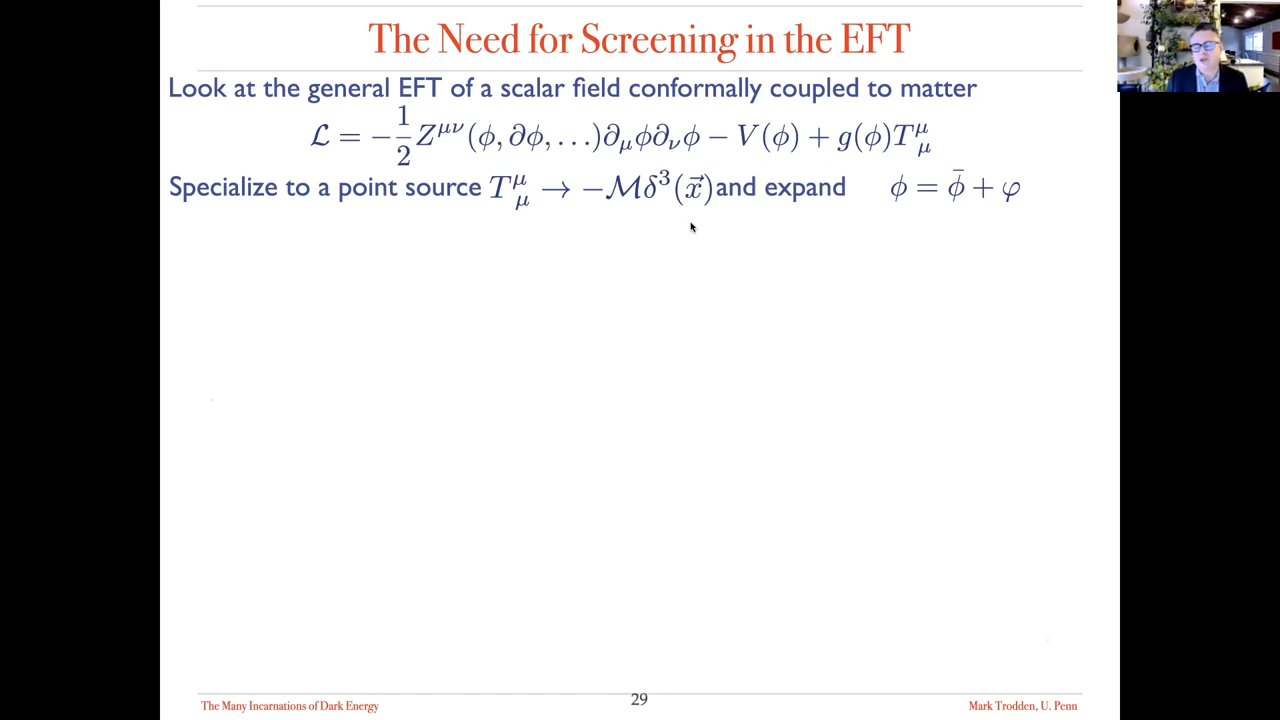 The Need for Screening in the EFT
Look at the general EFT of a scalar field conformally coupled to matter
ℒ = −\frac{1}{2} Z^{μν}(ϕ, ∂ϕ, …)∂_μϕ∂_νϕ − V(ϕ) + g(ϕ)T^μ_μ
Specialize to a point source T^μ_μ → −ℳδ³(x⃗) and expand ϕ = ϕ̄ + φ
The Many Incarnations of Dark Energy
29
Mark Trodden, U. Penn